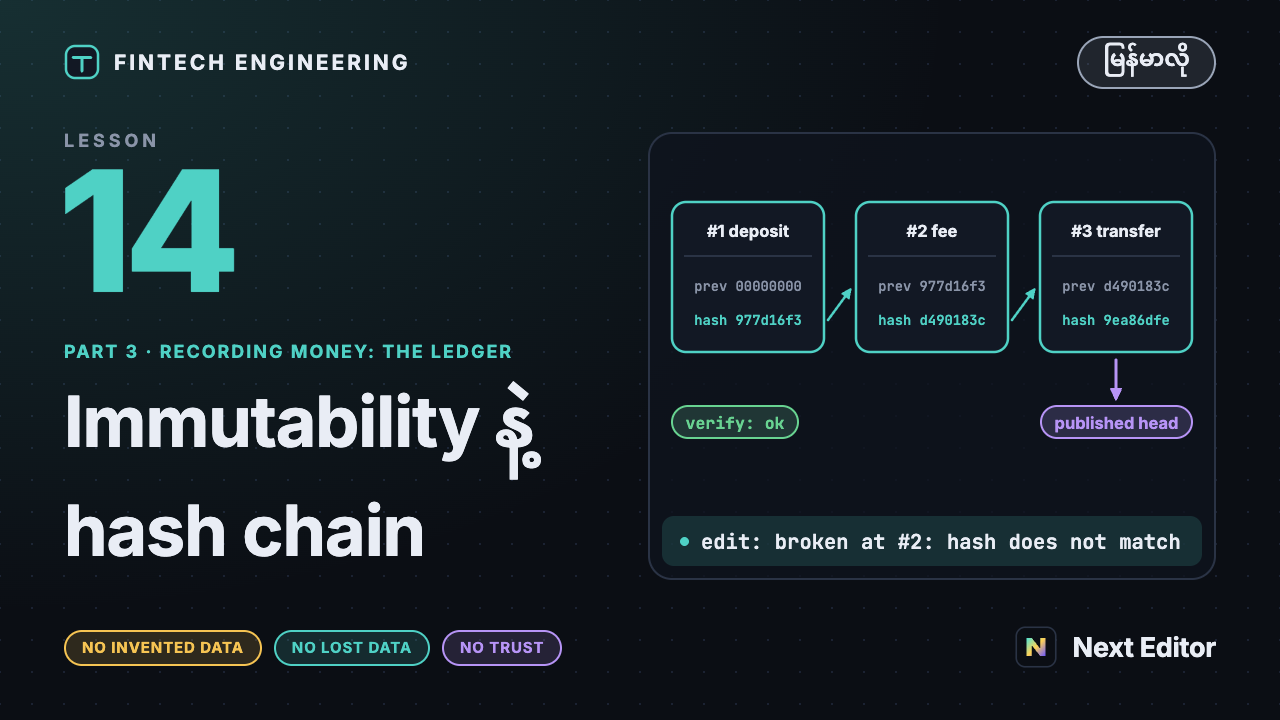 FINTECH ENGINEERING
မြန်မာလို
LESSON
14
PART 3 · RECORDING MONEY: THE LEDGER
Immutability နဲ့
hash chain
#1 deposit
prev 00000000
hash 977d16f3
#2 fee
prev 977d16f3
hash d490183c
#3 transfer
prev d490183c
hash 9ea86dfe
verify: ok
published head
edit: broken at #2: hash does not match
NO INVENTED DATA
NO LOST DATA
NO TRUST
N
Next Editor